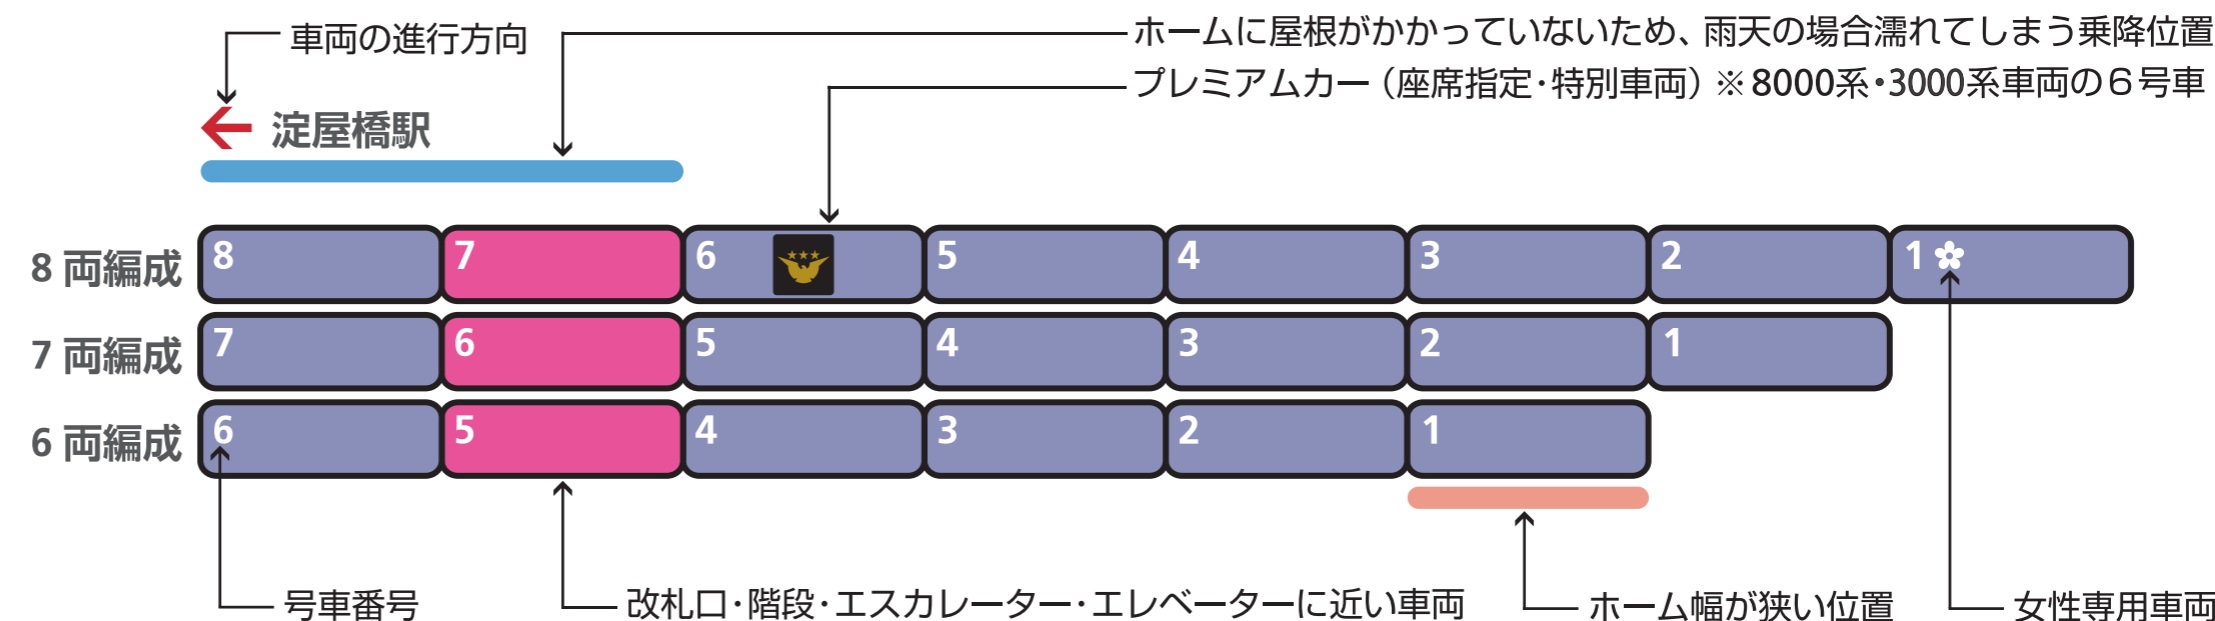 車両の進行方向
ホームに屋根がかかっていないため、雨天の場合濡れてしまう乗降位置
プレミアムカー（座席指定・特別車両）※8000系・3000系車両の６号車
淀屋橋駅
8 両編成 8 7 6 5 4 3 2 1
7 両編成 7 6 5 4 3 2 1
6 両編成 6 5 4 3 2 1
号車番号
改札口・階段・エスカレーター・エレベーターに近い車両
ホーム幅が狭い位置
女性専用車両